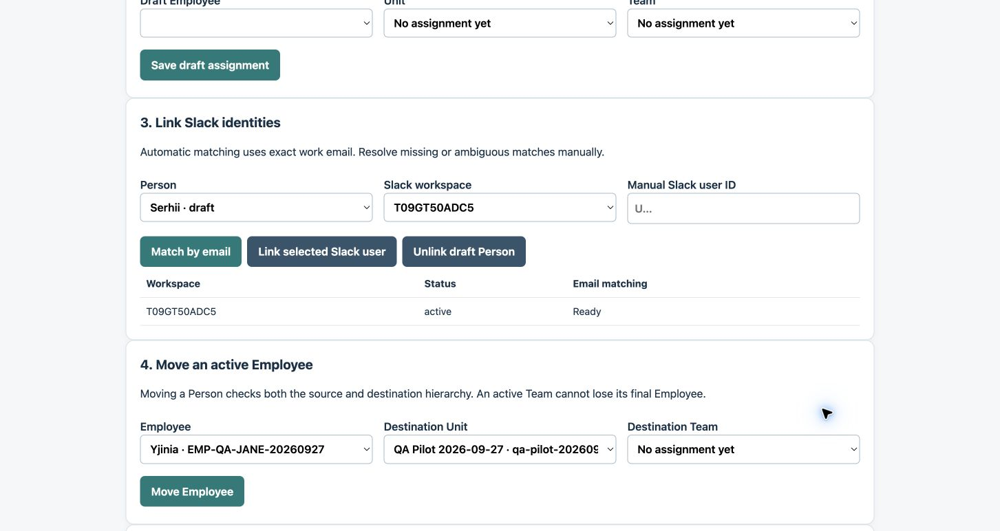 Draft Employee
Unit
Team
No assignment yet
No assignment yet
Save draft assignment
3. Link Slack identities
Automatic matching uses exact work email. Resolve missing or ambiguous matches manually.
Person
Slack workspace
Manual Slack user ID
Serhii · draft
T09GT50ADC5
U...
Match by email
Link selected Slack user
Unlink draft Person
Workspace
Status
Email matching
T09GT50ADC5
active
Ready
4. Move an active Employee
Moving a Person checks both the source and destination hierarchy. An active Team cannot lose its final Employee.
Employee
Destination Unit
Destination Team
Yjinia · EMP-QA-JANE-20260927
QA Pilot 2026-09-27 · qa-pilot-202609
No assignment yet
Move Employee